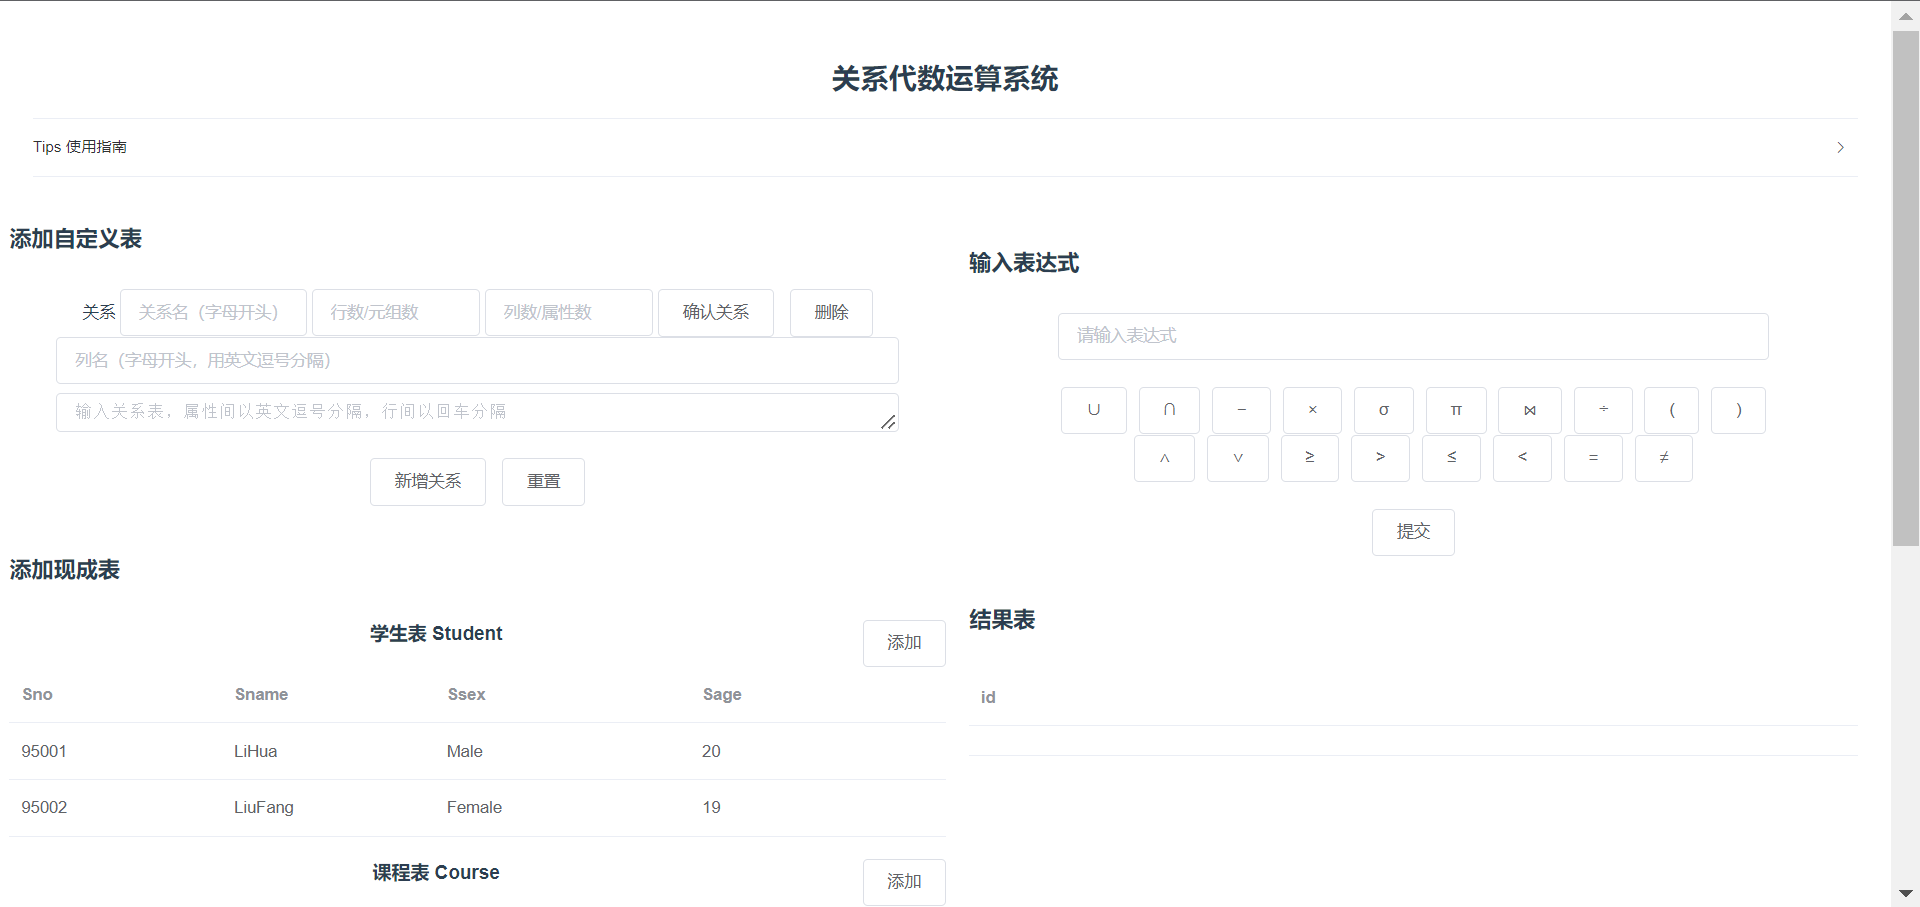 关系代数运算系统
Tips 使用指南
添加自定义表
关系 关系名（字母开头） 行数/元组数 列数/属性数 确认关系 删除
列名（字母开头，用英文逗号分隔）
输入关系表，属性间以英文逗号分隔，行间以回车分隔
新增关系 重置
输入表达式
请输入表达式
∪ ∩ − × σ π ⋈ ÷ ( )
∧ ∨ ≥ > ≤ < = ≠
提交
添加现成表
学生表 Student 添加
Sno Sname Ssex Sage
95001 LiHua Male 20
95002 LiuFang Female 19
课程表 Course 添加
结果表
id